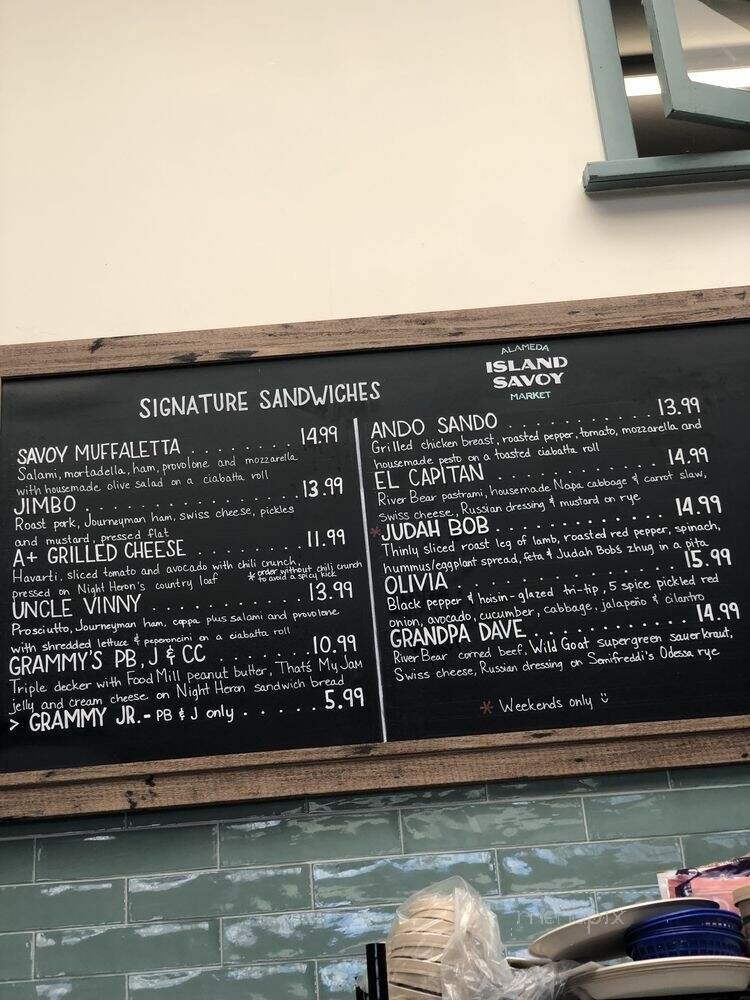 ALAMEDA
ISLAND
SAVOY
MARKET
SIGNATURE SANDWICHES
SAVOY MUFFALETTA . . . . . . . . . 14.99
Salami, mortadella, ham, provolone and mozzarella
with housemade olive salad on a ciabatta roll
JIMBO . . . . . . . . . . . . . . . . 13.99
Roast pork, Journeyman ham, swiss cheese, pickles
and mustard, pressed flat
A+ GRILLED CHEESE . . . . . . . . 11.99
Havarti, sliced tomato and avocado with chili crunch,
pressed on Night Heron's country loaf
* order without chili crunch
to avoid a spicy kick
UNCLE VINNY . . . . . . . . . . . . 13.99
Prosciutto, Journeyman ham, coppa plus salami and provolone
with shredded lettuce & peperoncini on a ciabatta roll
GRAMMY'S PB, J & CC . . . . . . . . 10.99
Triple decker with Food Mill peanut butter, That's My Jam
jelly and cream cheese on Night Heron sandwich bread
> GRAMMY JR. - PB & J only . . . . . 5.99
ANDO SANDO . . . . . . . . . . . . 13.99
Grilled chicken breast, roasted pepper, tomato, mozzarella and
housemade pesto on a toasted ciabatta roll
EL CAPITAN . . . . . . . . . . . . 14.99
River Bear pastrami, housemade Napa cabbage & carrot slaw,
swiss cheese, Russian dressing & mustard on rye
* JUDAH BOB . . . . . . . . . . . . 14.99
Thinly sliced roast leg of lamb, roasted red pepper, spinach,
hummus/eggplant spread, feta & Judah Bob's zhug in a pita
OLIVIA . . . . . . . . . . . . . . . 15.99
Black pepper & hoisin-glazed tri-tip, 5 spice pickled red
onion, avocado, cucumber, cabbage, jalapeño & cilantro
GRANDPA DAVE . . . . . . . . . . . 14.99
River Bear corned beef, Wild Goat supergreen sauerkraut,
Swiss cheese, Russian dressing on Semifreddi's Odessa rye
* Weekends only
menupix